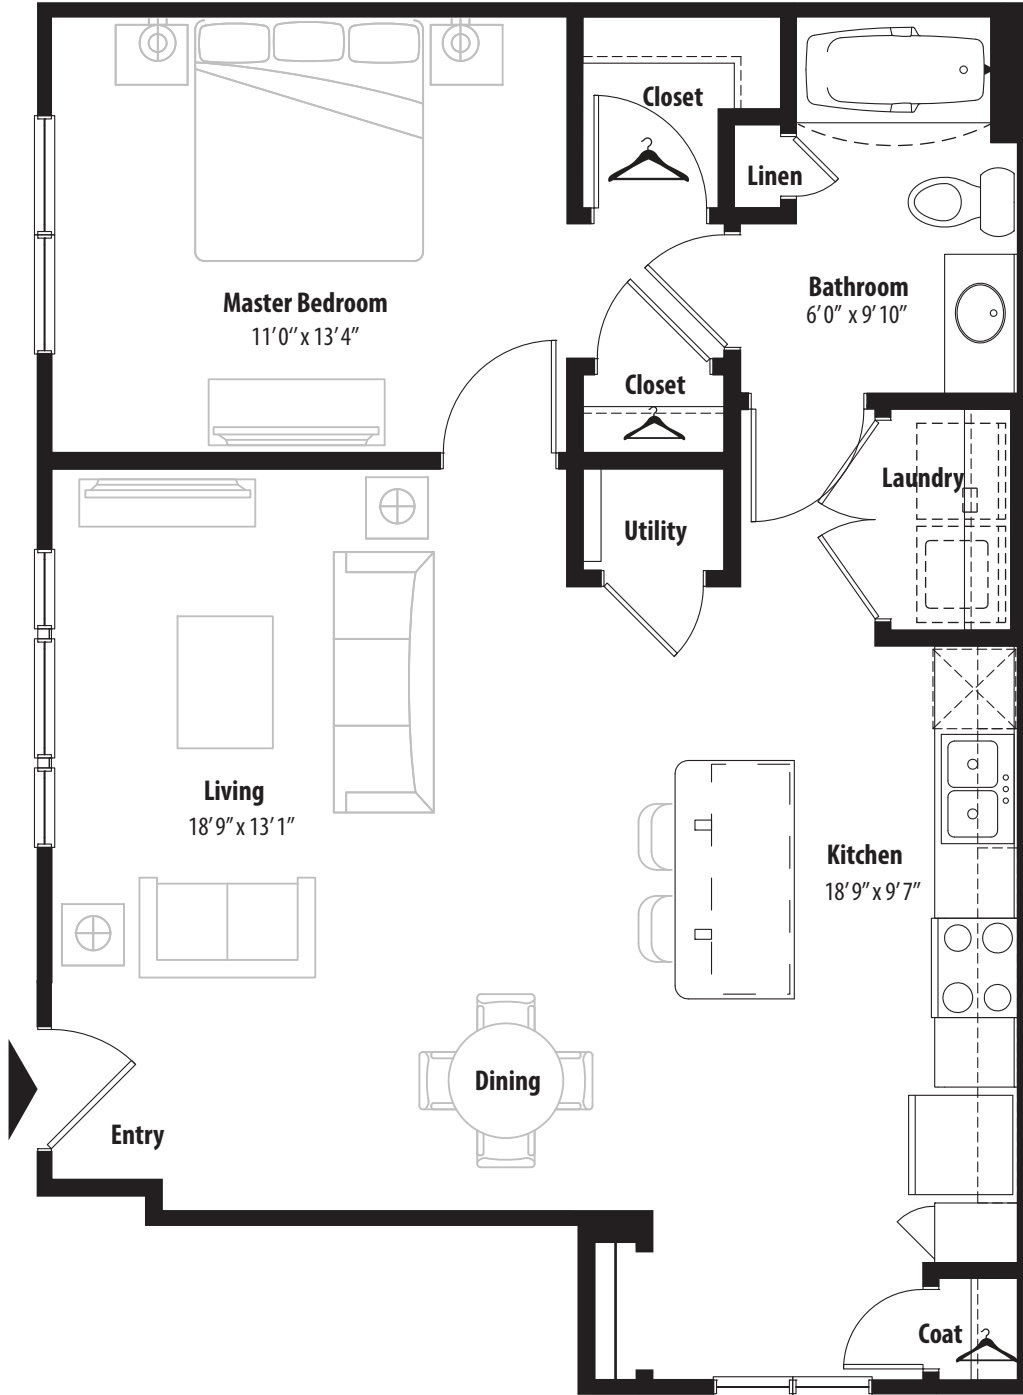 Closet
Linen
Master Bedroom
11'0" x 13'4"
Bathroom
6'0" x 9'10"
Closet
Laundry
Utility
Living
18'9" x 13'1"
Kitchen
18'9" x 9'7"
Dining
Entry
Coat